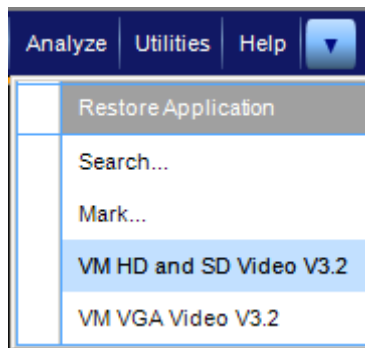 Analyze Utilities Help
Restore Application
Search...
Mark...
VM HD and SD Video V3.2
VM VGA Video V3.2